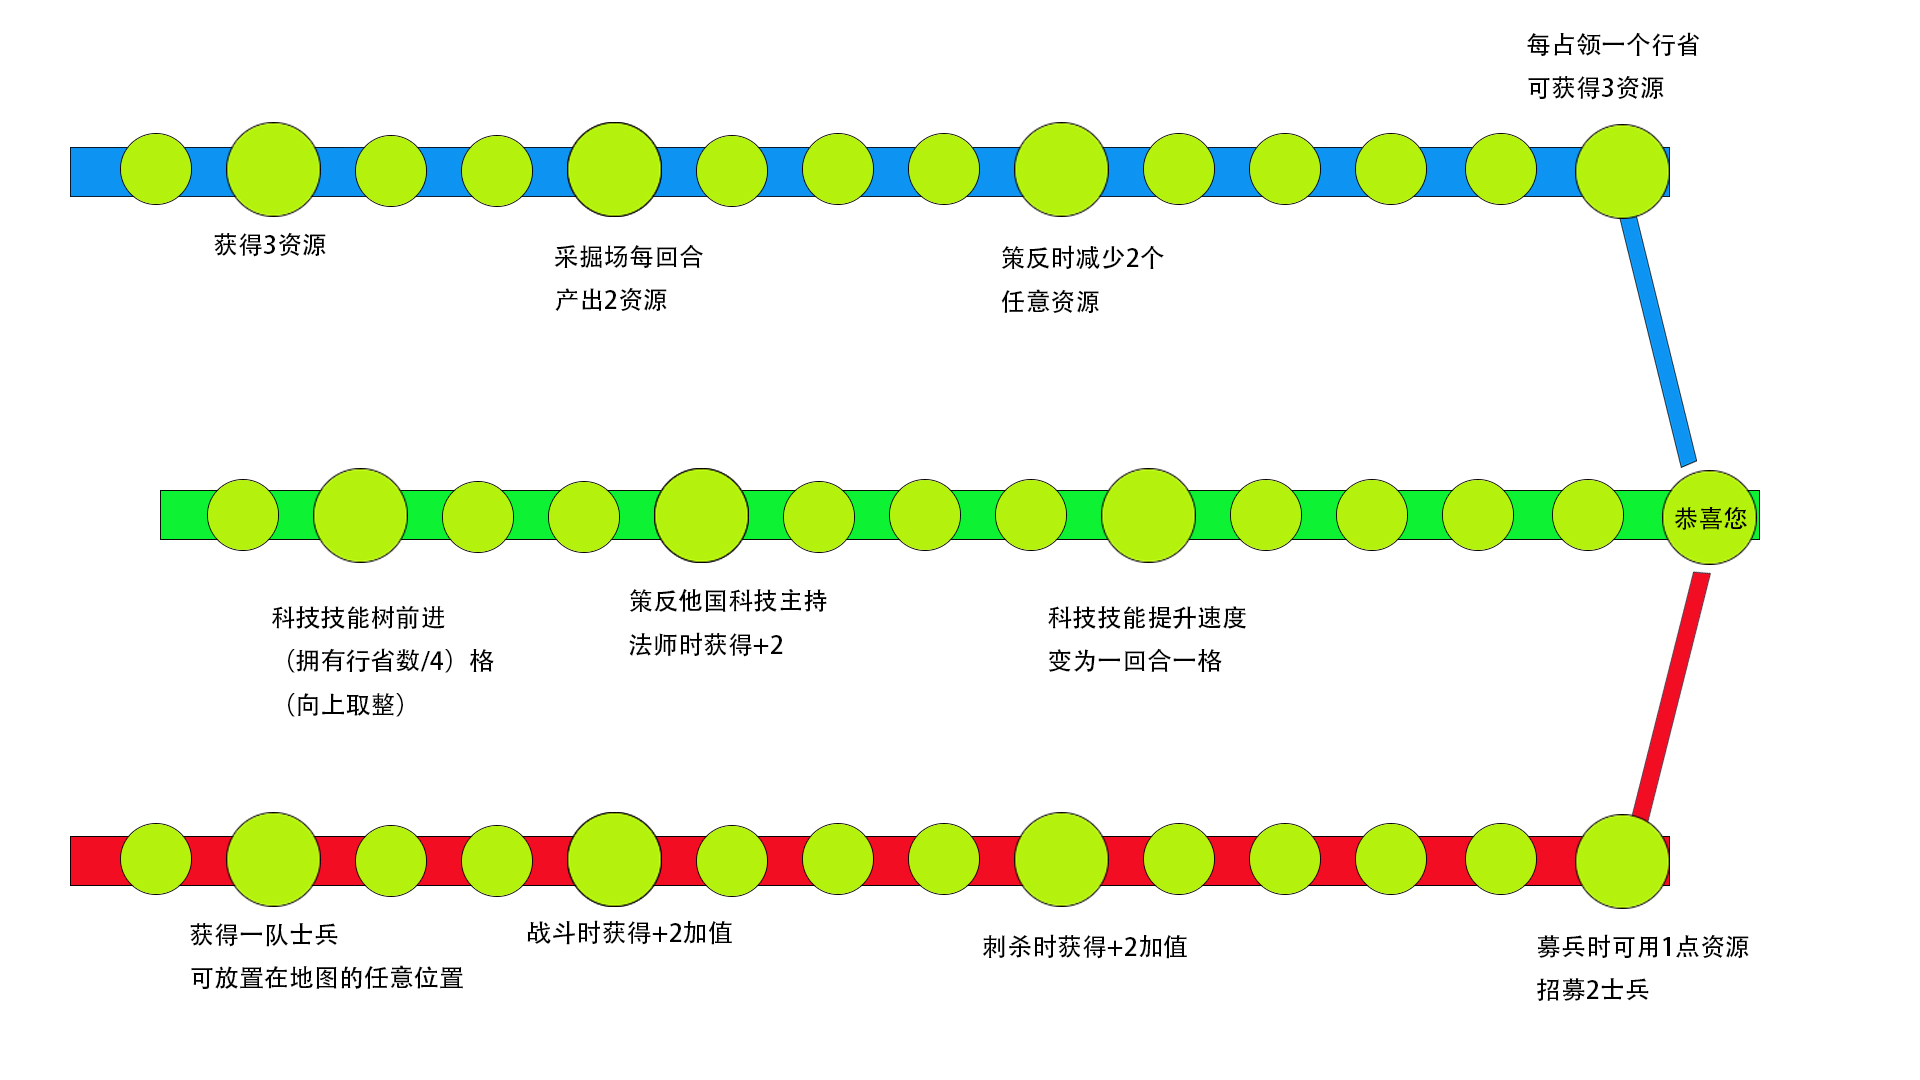 每占领一个行省
可获得3资源
获得3资源
采掘场每回合
产出2资源
策反时减少2个
任意资源
恭喜您
科技技能树前进
（拥有行省数/4）格
（向上取整）
策反他国科技主持
法师时获得+2
科技技能提升速度
变为一回合一格
获得一队士兵
可放置在地图的任意位置
战斗时获得+2加值
刺杀时获得+2加值
募兵时可用1点资源
招募2士兵